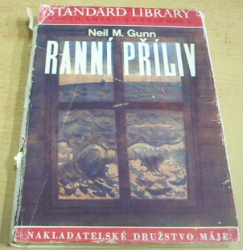 STANDARD LIBRARY
Neil M. Gunn
RANNÍ PŘÍLIV
NAKLADATELSKÉ DRUŽSTVO MÁJE